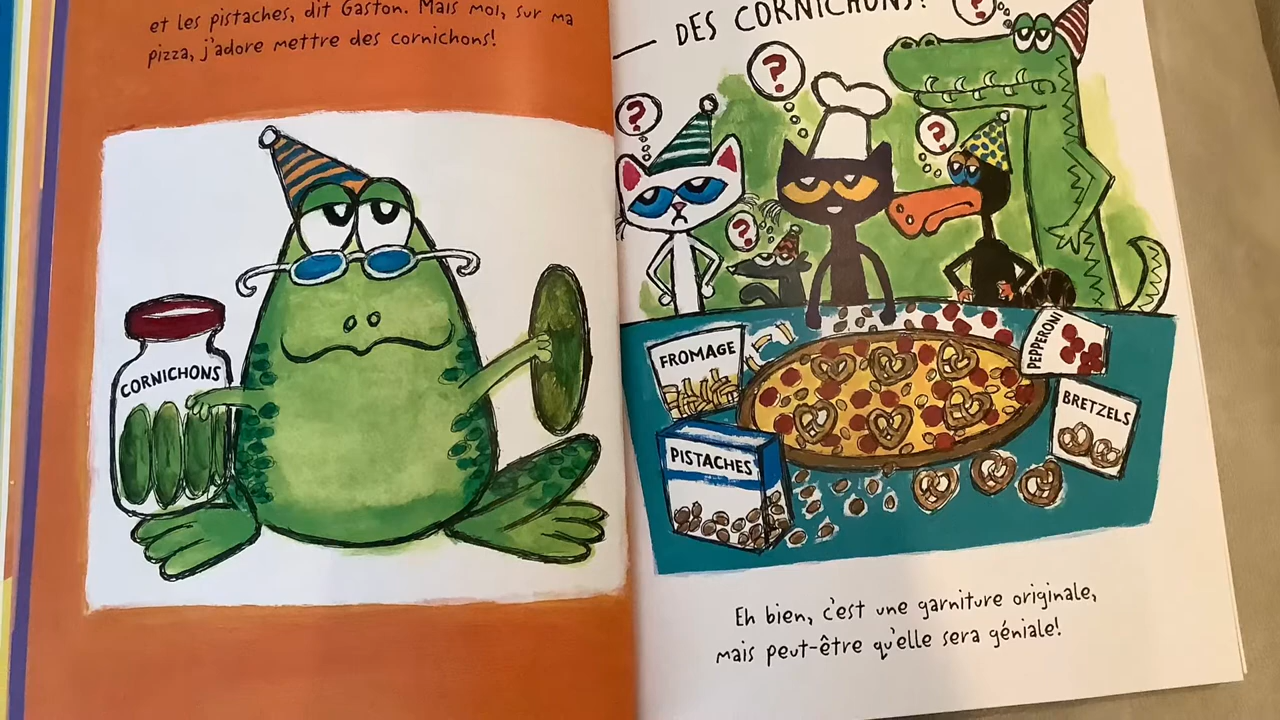 et les pistaches, dit Gaston. Mais moi, sur ma
pizza, j'adore mettre des cornichons!
CORNICHONS
DES CORNICHONS?
?
?
?
?
?
FROMAGE
PEPPERONI
BRETZELS
PISTACHES
Eh bien, c'est une garniture originale,
mais peut-être qu'elle sera géniale!